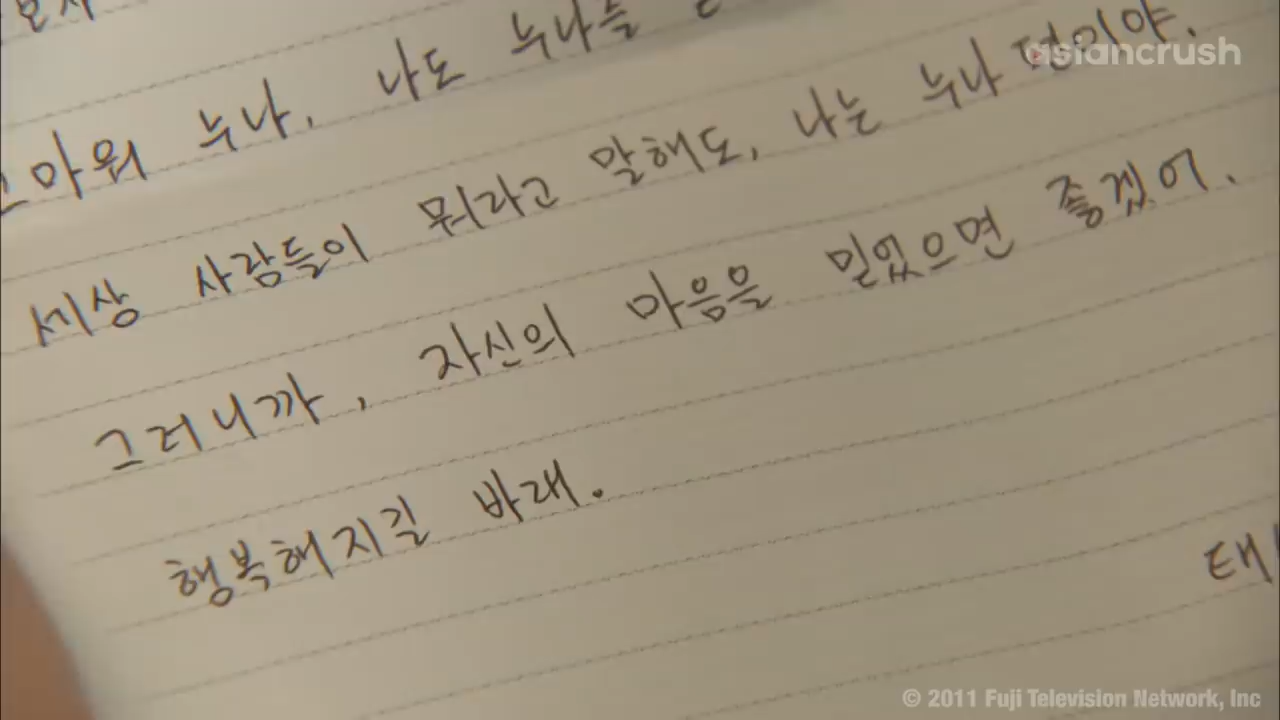 asiancrush
아워 누나, 나도 누나를
세상 사람들이 뭐라고 말해도, 나는 누나 편이야.
그러니까, 자신의 마음을 믿었으면 좋겠어.
행복해지길 바래.
태
© 2011 Fuji Television Network, Inc